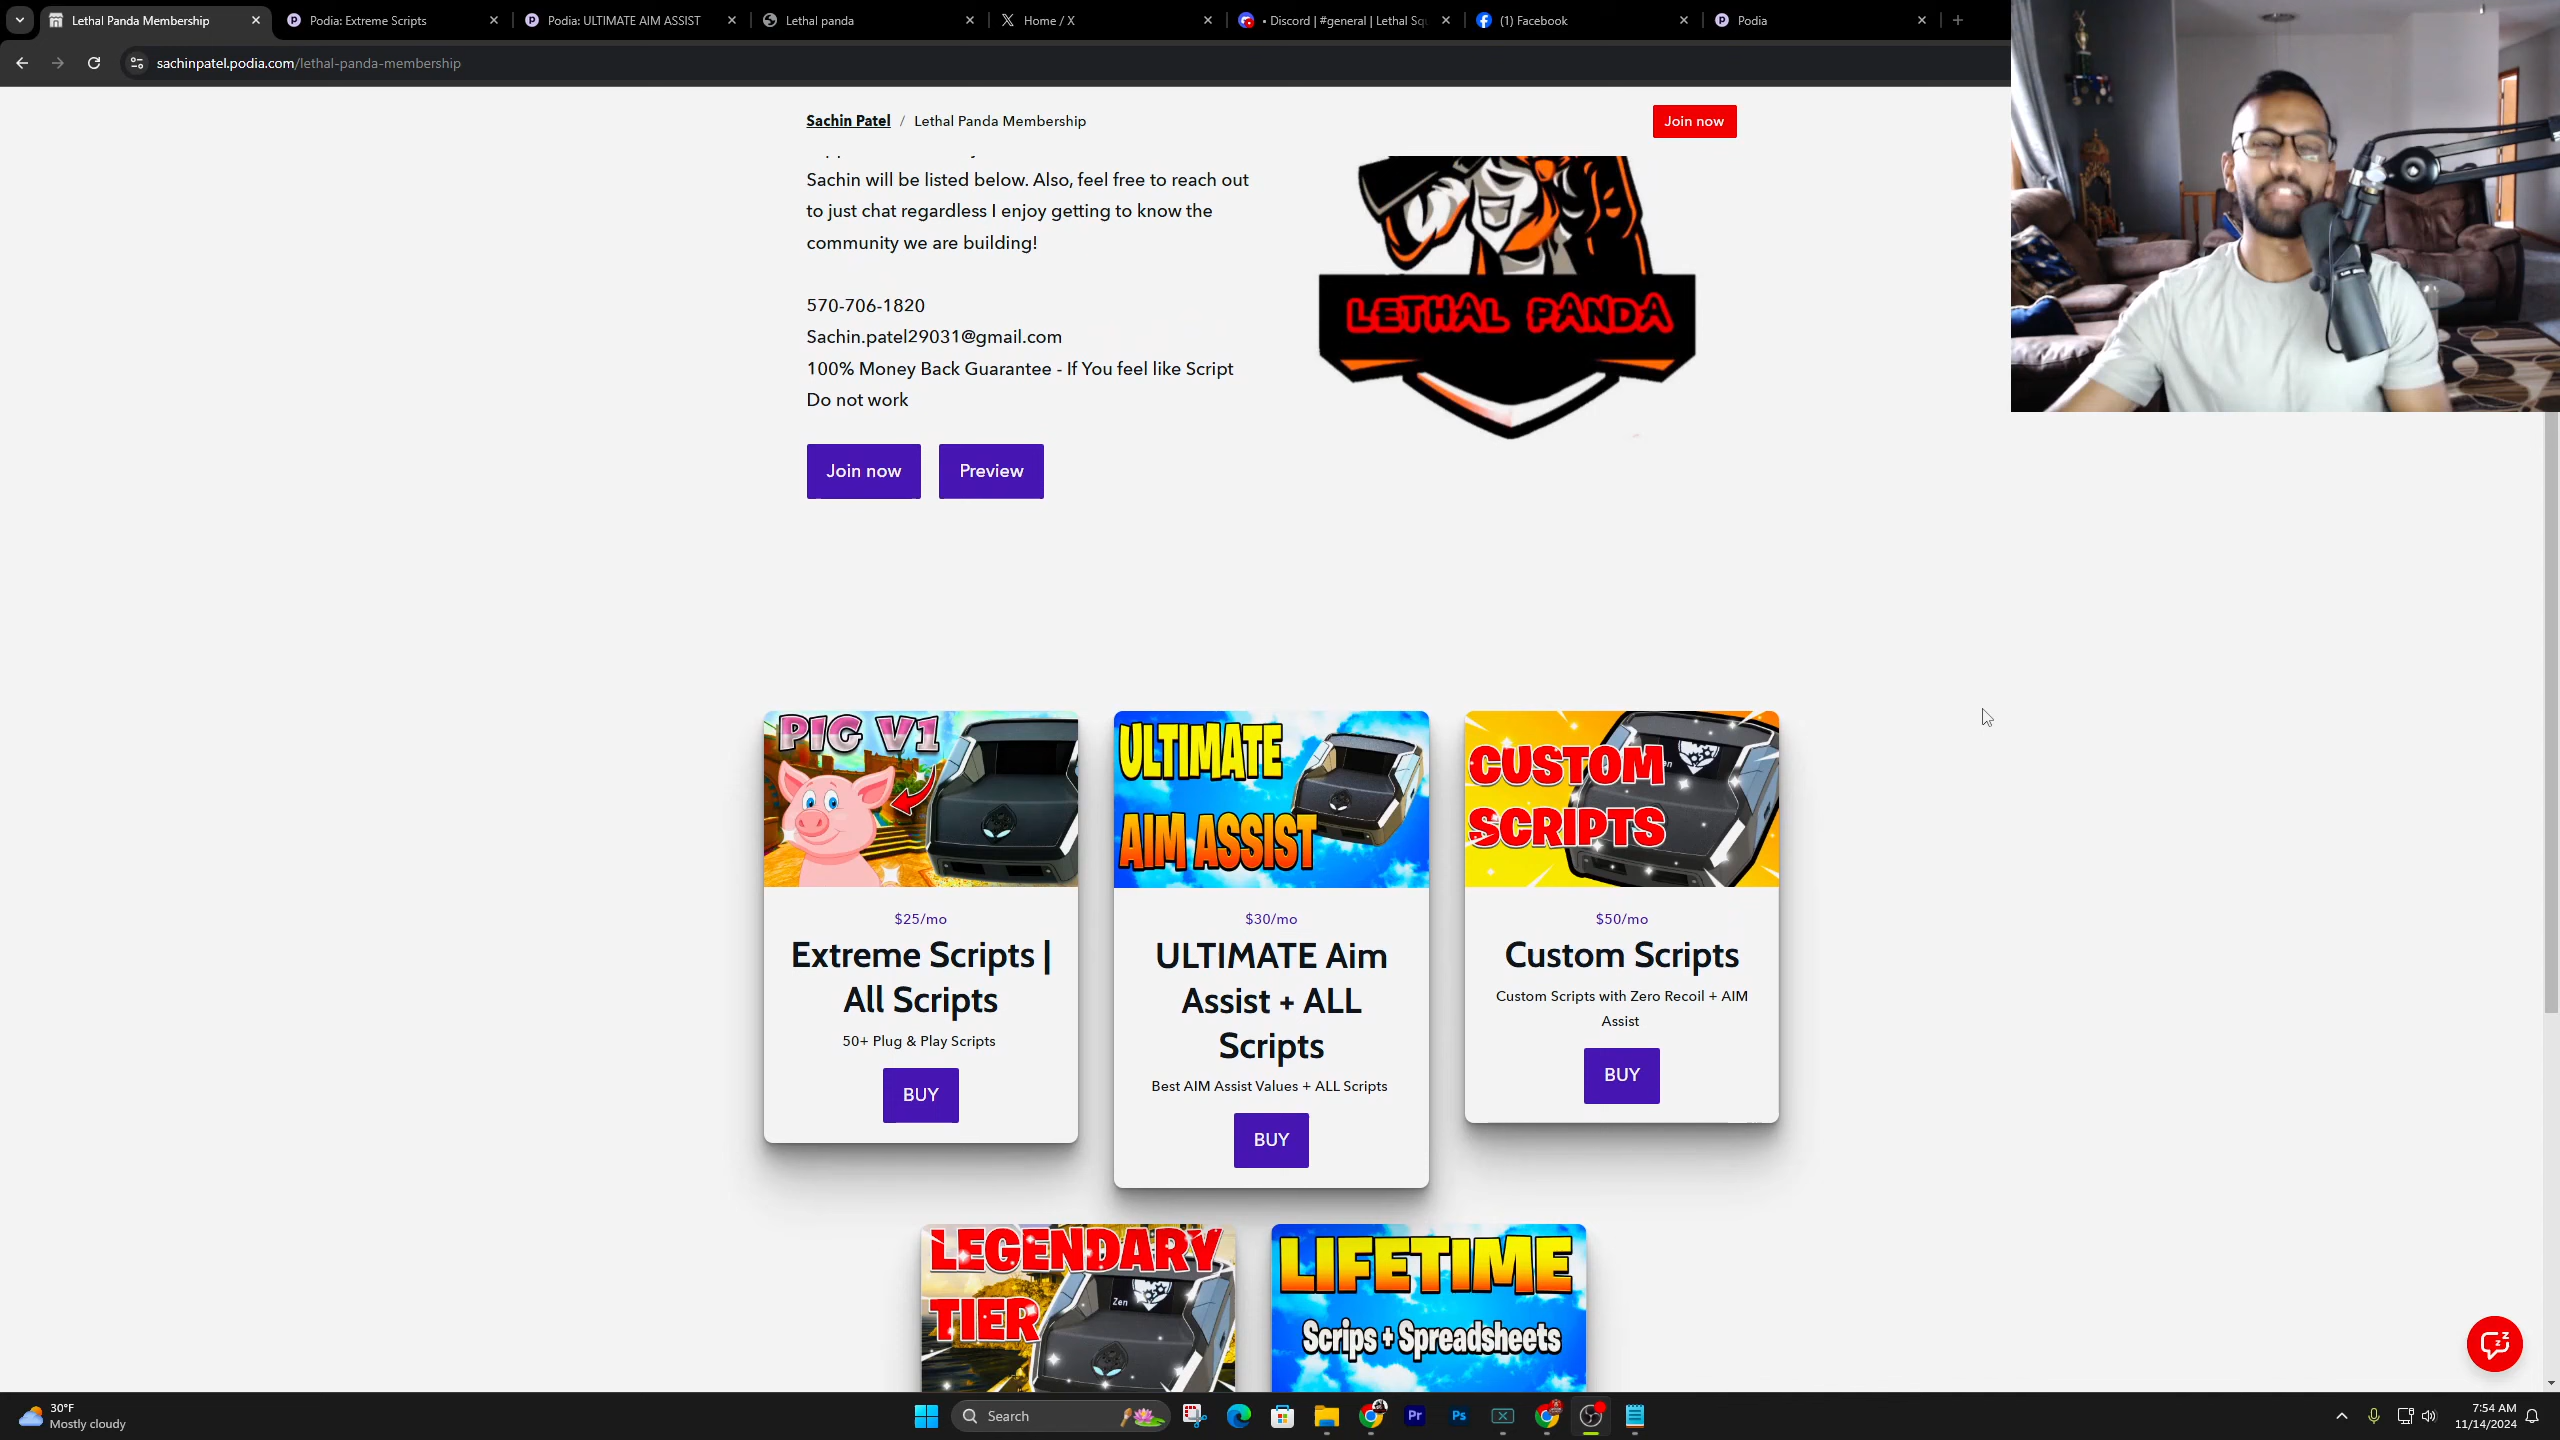 Lethal Panda Membership
Podia: Extreme Scripts
Podia: ULTIMATE AIM ASSIST
Lethal panda
Home / X
• Discord | #general | Lethal Squ
(1) Facebook
Podia
sachinpatel.podia.com/lethal-panda-membership
Sachin Patel / Lethal Panda Membership
Join now
Sachin will be listed below. Also, feel free to reach out
to just chat regardless I enjoy getting to know the
community we are building!
570-706-1820
Sachin.patel29031@gmail.com
100% Money Back Guarantee - If You feel like Script
Do not work
Join now
Preview
LETHAL PANDA
PIG V1
$25/mo
Extreme Scripts |
All Scripts
50+ Plug & Play Scripts
BUY
ULTIMATE
AIM ASSIST
$30/mo
ULTIMATE Aim
Assist + ALL
Scripts
Best AIM Assist Values + ALL Scripts
BUY
CUSTOM
SCRIPTS
$50/mo
Custom Scripts
Custom Scripts with Zero Recoil + AIM
Assist
BUY
LEGENDARY
TIER
Zen
LIFETIME
Scrips + Spreadsheets
30°F
Mostly cloudy
Search
Pr
Ps
7:54 AM
11/14/2024